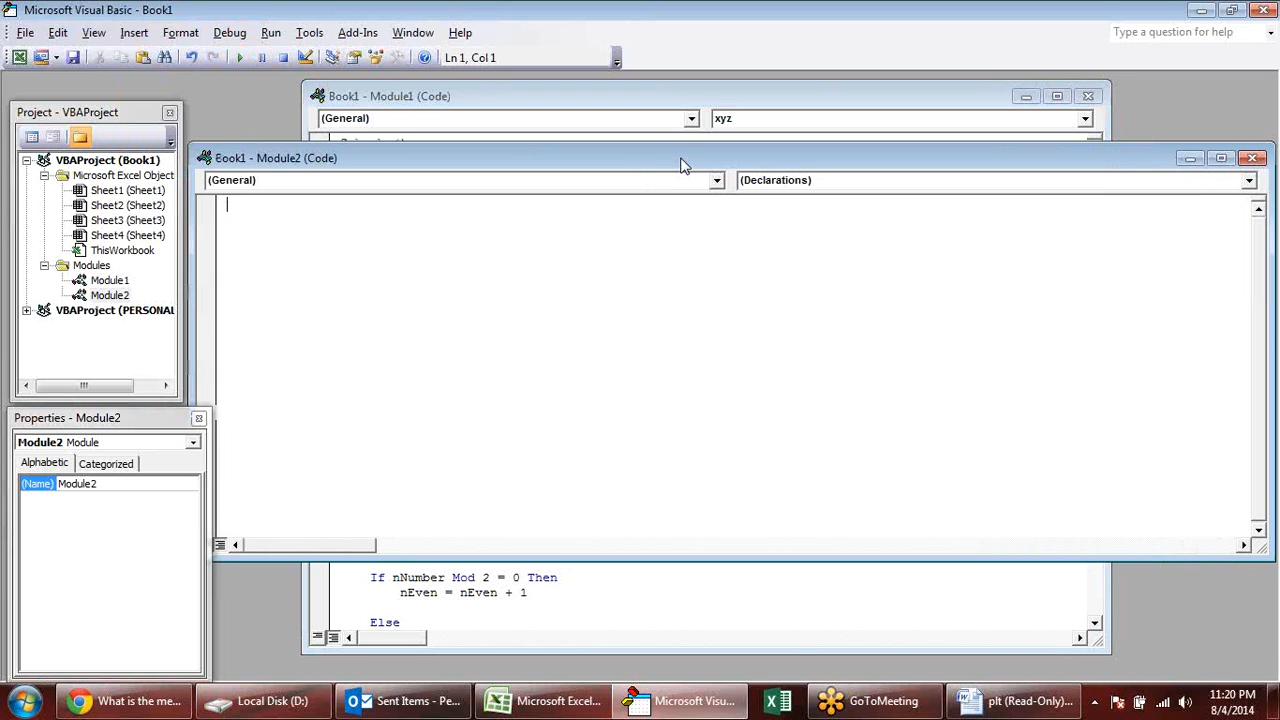 Microsoft Visual Basic - Book1
File Edit View Insert Format Debug Run Tools Add-Ins Window Help
Type a question for help
Ln 1, Col 1
Project - VBAProject
VBAProject (Book1)
Microsoft Excel Object
Sheet1 (Sheet1)
Sheet2 (Sheet2)
Sheet3 (Sheet3)
Sheet4 (Sheet4)
ThisWorkbook
Modules
Module1
Module2
VBAProject (PERSONAL
Book1 - Module1 (Code)
(General) xyz
Book1 - Module2 (Code)
(General) (Declarations)
Properties - Module2
Module2 Module
Alphabetic Categorized
(Name) Module2
If nNumber Mod 2 = 0 Then
nEven = nEven + 1
Else
What is the me...
Local Disk (D:)
Sent Items - Pe...
Microsoft Excel...
Microsoft Visu...
GoToMeeting
plt (Read-Only)...
11:20 PM
8/4/2014